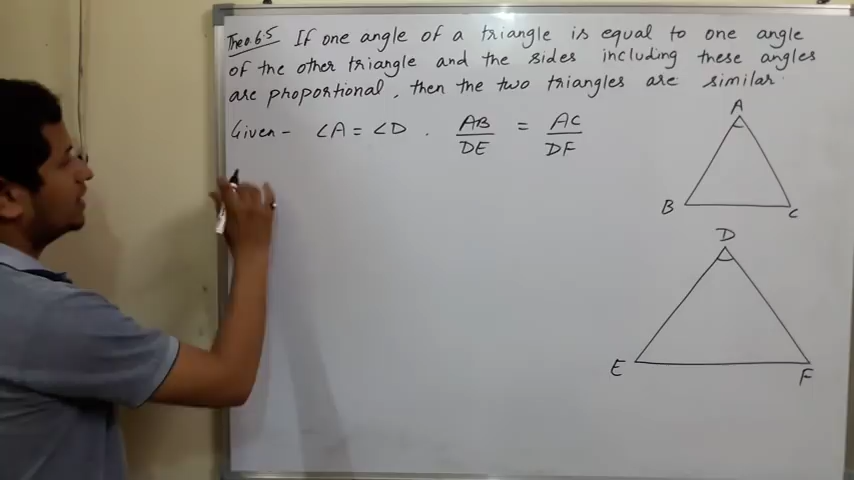 Theo 6.5 If one angle of a triangle is equal to one angle
of the other triangle and the sides including these angles
are proportional, then the two triangles are similar.
Given - ∠A = ∠D . AB/DE = AC/DF
A
B C
D
E F